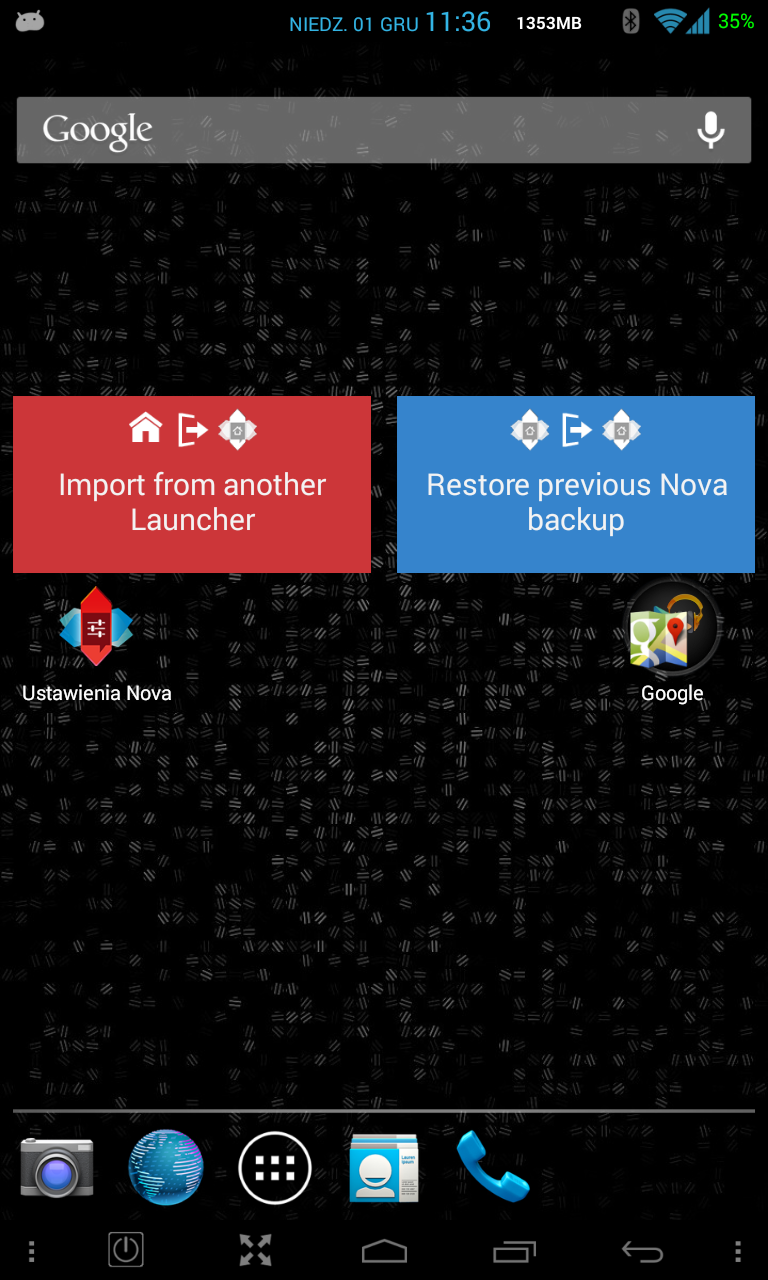 NIEDZ. 01 GRU 11:36 1353MB 35%
Google
Import from another
Launcher
Restore previous Nova
backup
Ustawienia Nova
Google